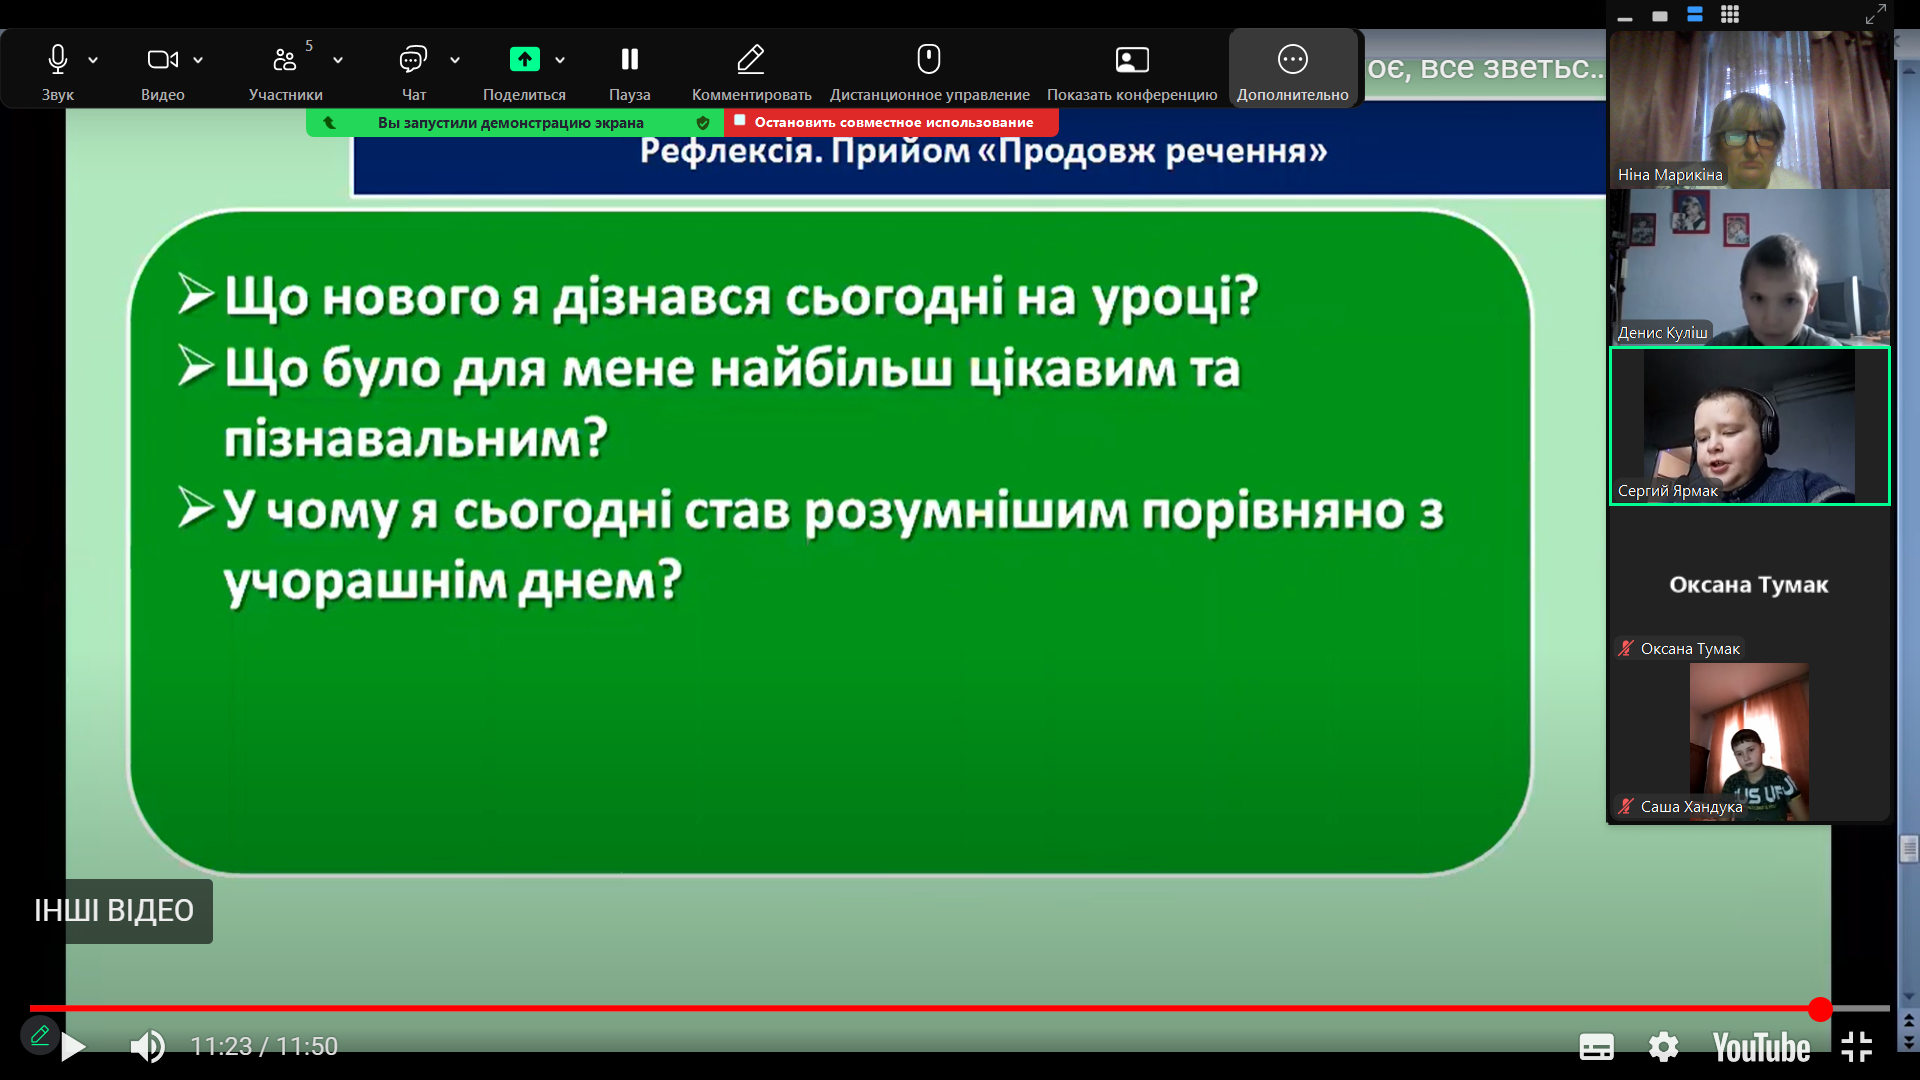 5
Звук
Видео
Участники
Чат
Поделиться
Пауза
Комментировать
Дистанционное управление
Показать конференцию
Дополнительно
оє, все зветьс...
Вы запустили демонстрацию экрана
Остановить совместное использование
Рефлексія. Прийом «Продовж речення»
Що нового я дізнався сьогодні на уроці?
Що було для мене найбільш цікавим та
пізнавальним?
У чому я сьогодні став розумнішим порівняно з
учорашнім днем?
Ніна Марикіна
Денис Куліш
Сергий Ярмак
Оксана Тумак
Оксана Тумак
Саша Хандука
ІНШІ ВІДЕО
11:23 / 11:50
YouTube